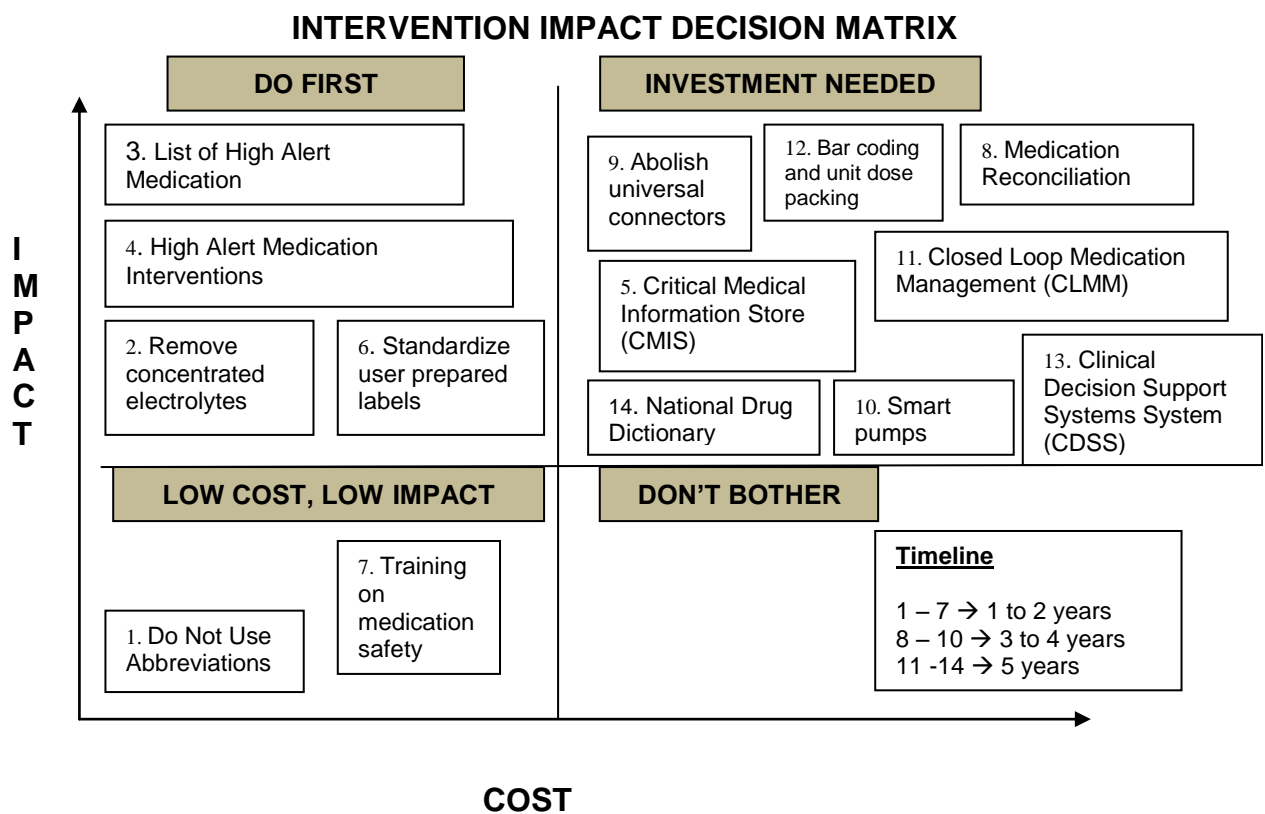 INTERVENTION IMPACT DECISION MATRIX
DO FIRST
INVESTMENT NEEDED
3. List of High Alert
Medication
4. High Alert Medication
Interventions
2. Remove
concentrated
electrolytes
6. Standardize
user prepared
labels
9. Abolish
universal
connectors
12. Bar coding
and unit dose
packing
8. Medication
Reconciliation
11. Closed Loop Medication
Management (CLMM)
5. Critical Medical
Information Store
(CMIS)
13. Clinical
Decision Support
Systems System
(CDSS)
14. National Drug
Dictionary
10. Smart
pumps
I
M
P
A
C
T
LOW COST, LOW IMPACT
DON'T BOTHER
7. Training
on
medication
safety
1. Do Not Use
Abbreviations
Timeline
1 – 7 → 1 to 2 years
8 – 10 → 3 to 4 years
11 -14 → 5 years
COST